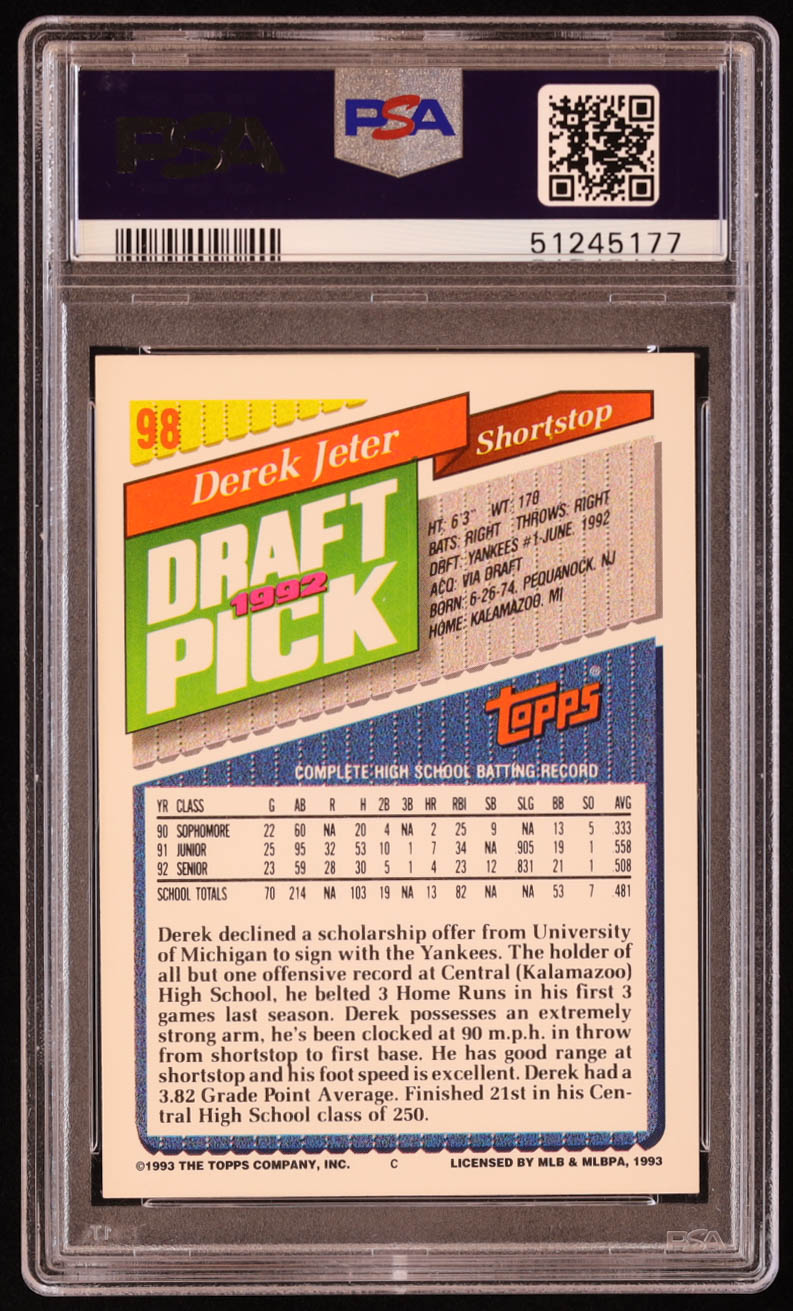 PSA
PSA
51245177
98
Derek Jeter
Shortstop
DRAFT
1992
PICK
HT: 6'3" WT: 178
BATS: RIGHT THROWS: RIGHT
DRFT: YANKEES #1-JUNE, 1992
ACQ: VIA DRAFT
BORN: 6-26-74, PEQUANOCK, NJ
HOME: KALAMAZOO, MI
TOPPS®
COMPLETE HIGH SCHOOL BATTING RECORD
YR CLASS G AB R H 2B 3B HR RBI SB SLG BB SO AVG
90 SOPHOMORE 22 60 NA 20 4 NA 2 25 9 NA 13 5 .333
91 JUNIOR 25 95 32 53 10 1 7 34 NA .905 19 1 .558
92 SENIOR 23 59 28 30 5 1 4 23 12 .831 21 1 .508
SCHOOL TOTALS 70 214 NA 103 19 NA 13 82 NA NA 53 7 .481
Derek declined a scholarship offer from University
of Michigan to sign with the Yankees. The holder of
all but one offensive record at Central (Kalamazoo)
High School, he belted 3 Home Runs in his first 3
games last season. Derek possesses an extremely
strong arm, he's been clocked at 90 m.p.h. in throw
from shortstop to first base. He has good range at
shortstop and his foot speed is excellent. Derek had a
3.82 Grade Point Average. Finished 21st in his Cen-
tral High School class of 250.
©1993 THE TOPPS COMPANY, INC. C LICENSED BY MLB & MLBPA, 1993
PSA